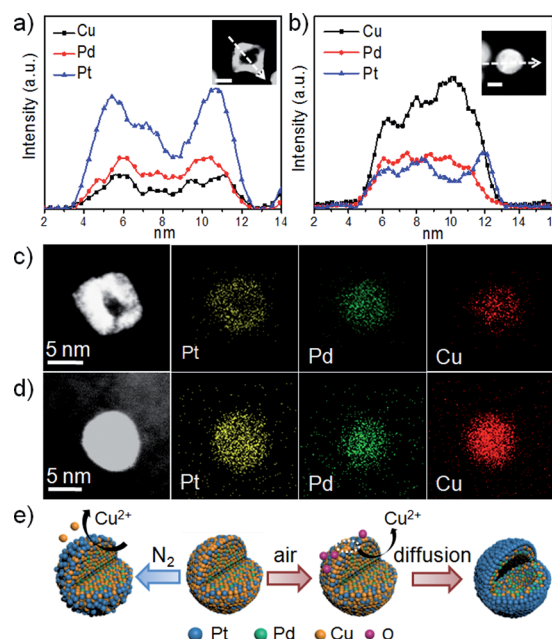 a)
Cu
Pd
Pt
Intensity (a.u.)
2 4 6 8 10 12 14
nm
b)
Cu
Pd
Pt
Intensity (a.u.)
2 4 6 8 10 12 14
nm
c)
5 nm
Pt
Pd
Cu
d)
5 nm
Pt
Pd
Cu
e)
Cu2+
N2
air
Cu2+
diffusion
Pt Pd Cu O